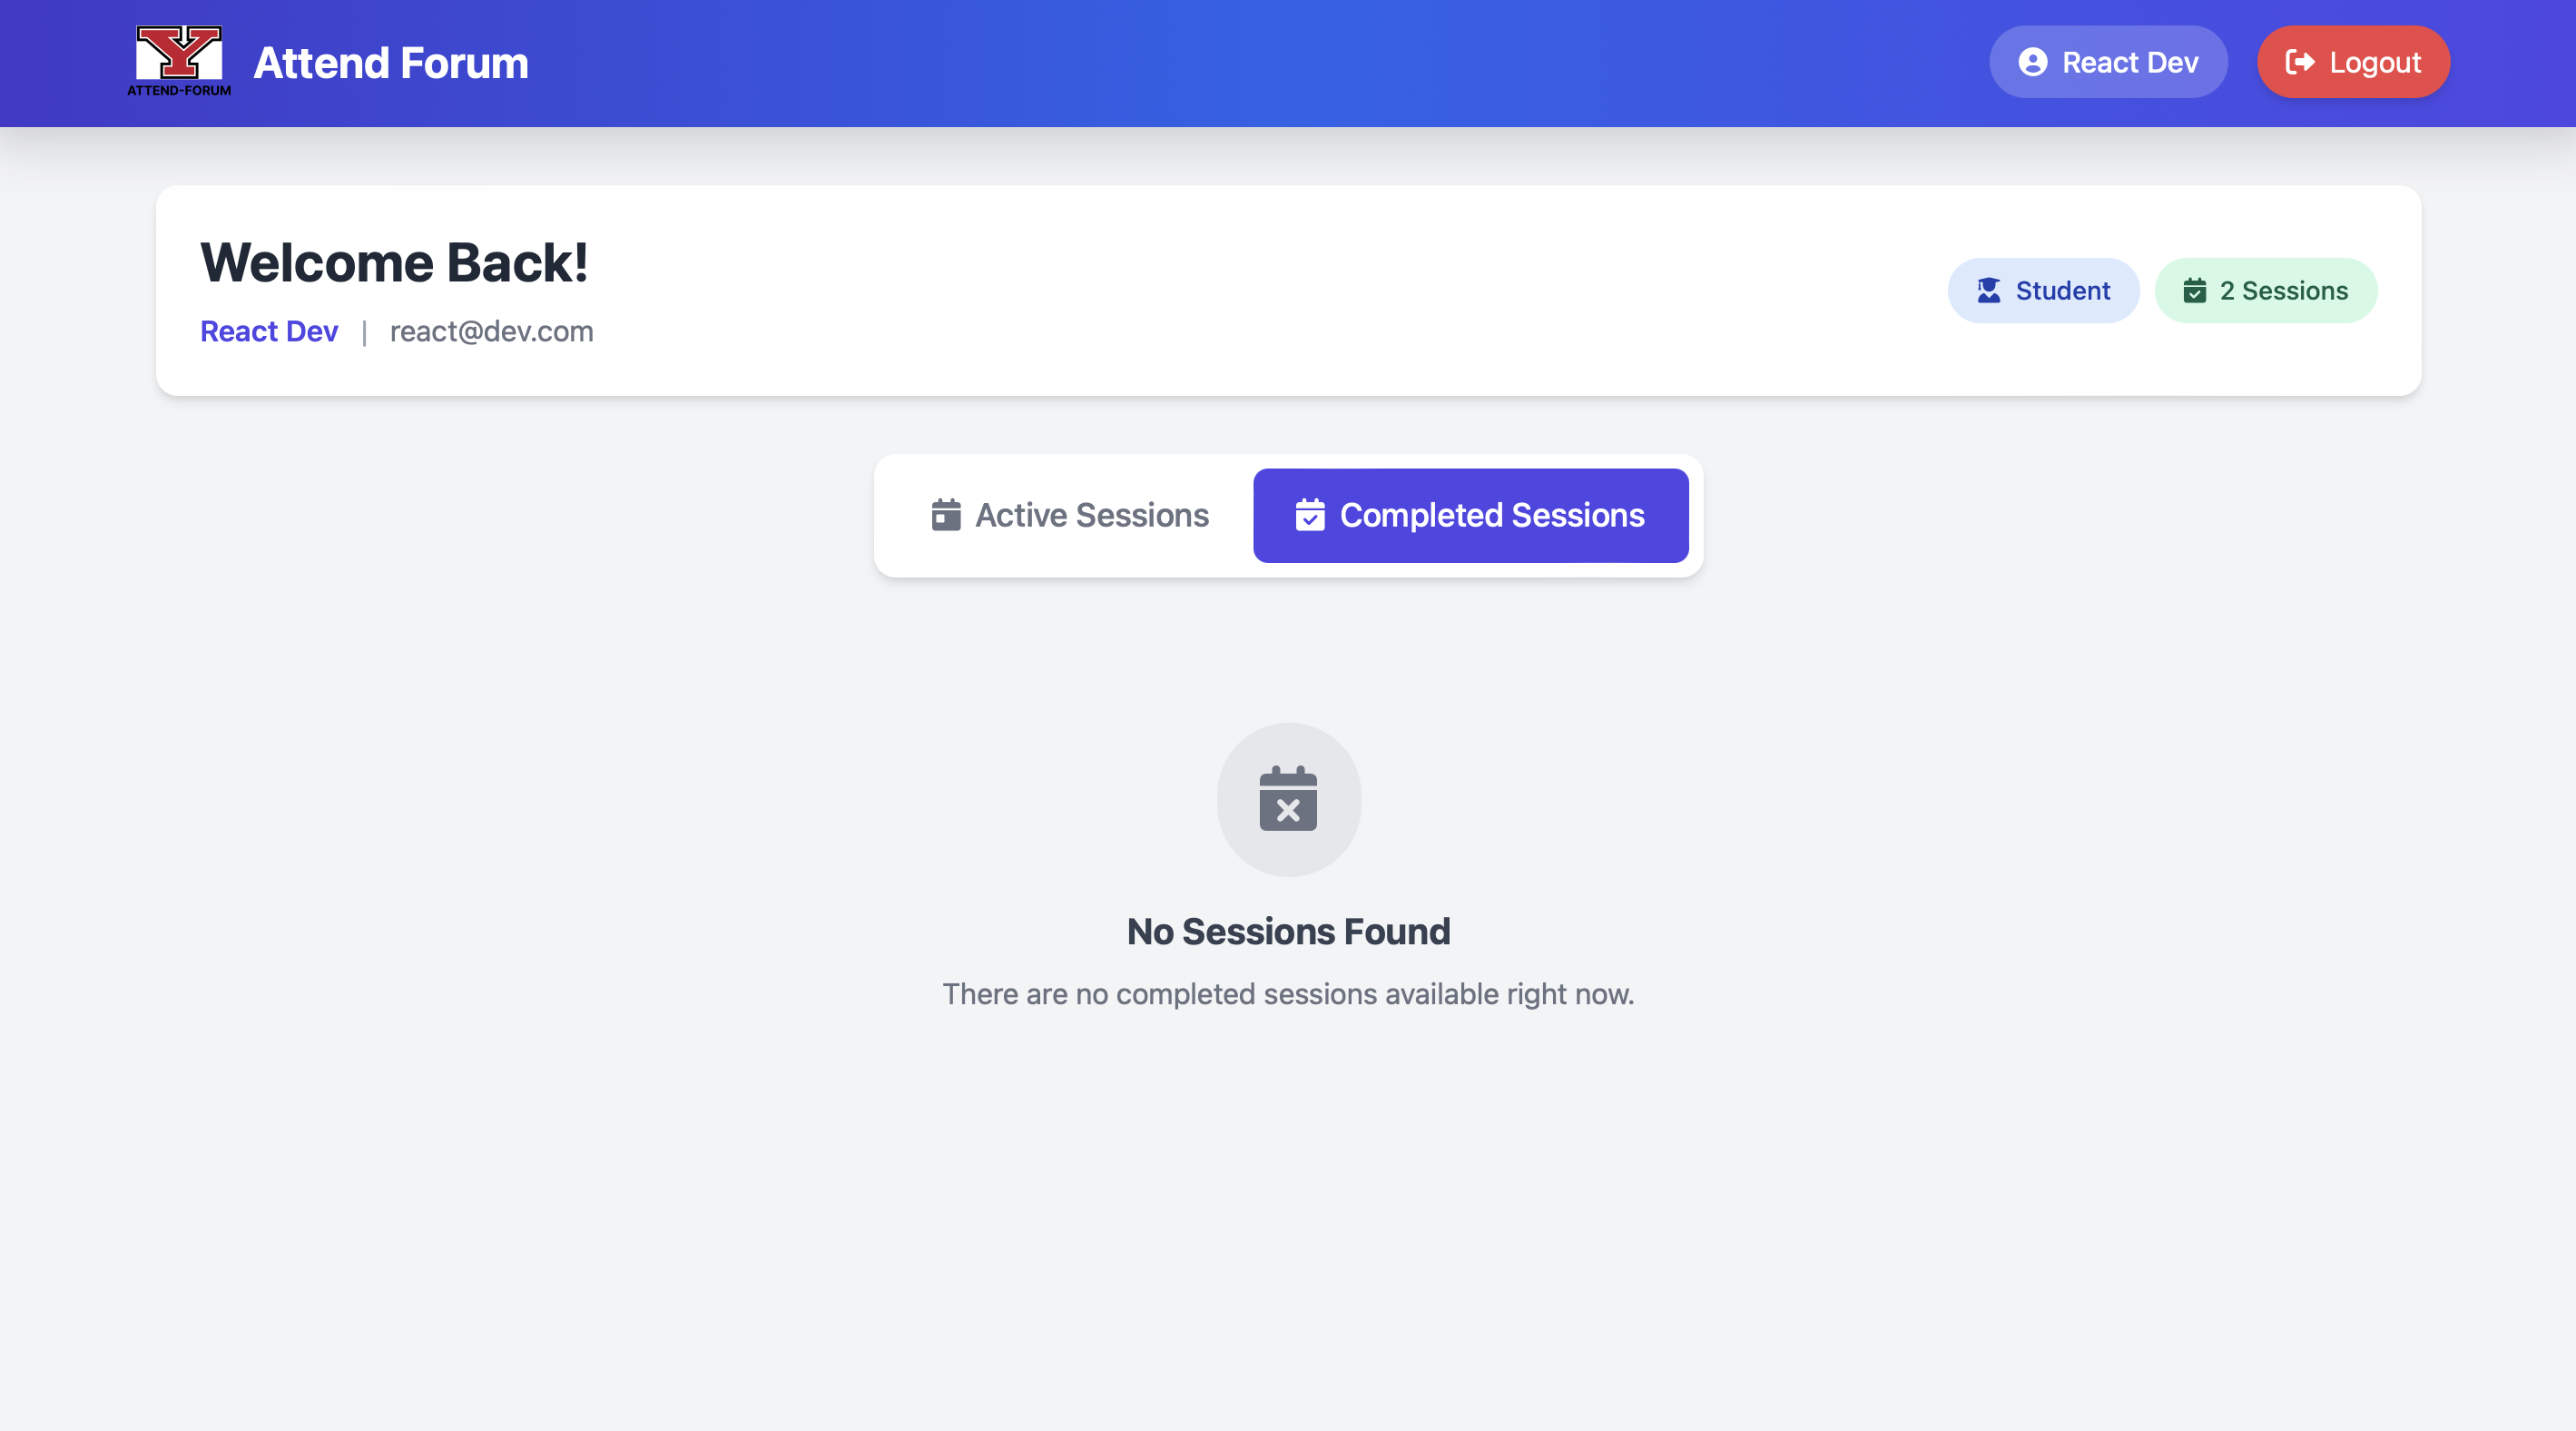 Y
ATTEND-FORUM
Attend Forum
React Dev
Logout
Welcome Back!
React Dev | react@dev.com
Student
2 Sessions
Active Sessions
Completed Sessions
No Sessions Found
There are no completed sessions available right now.